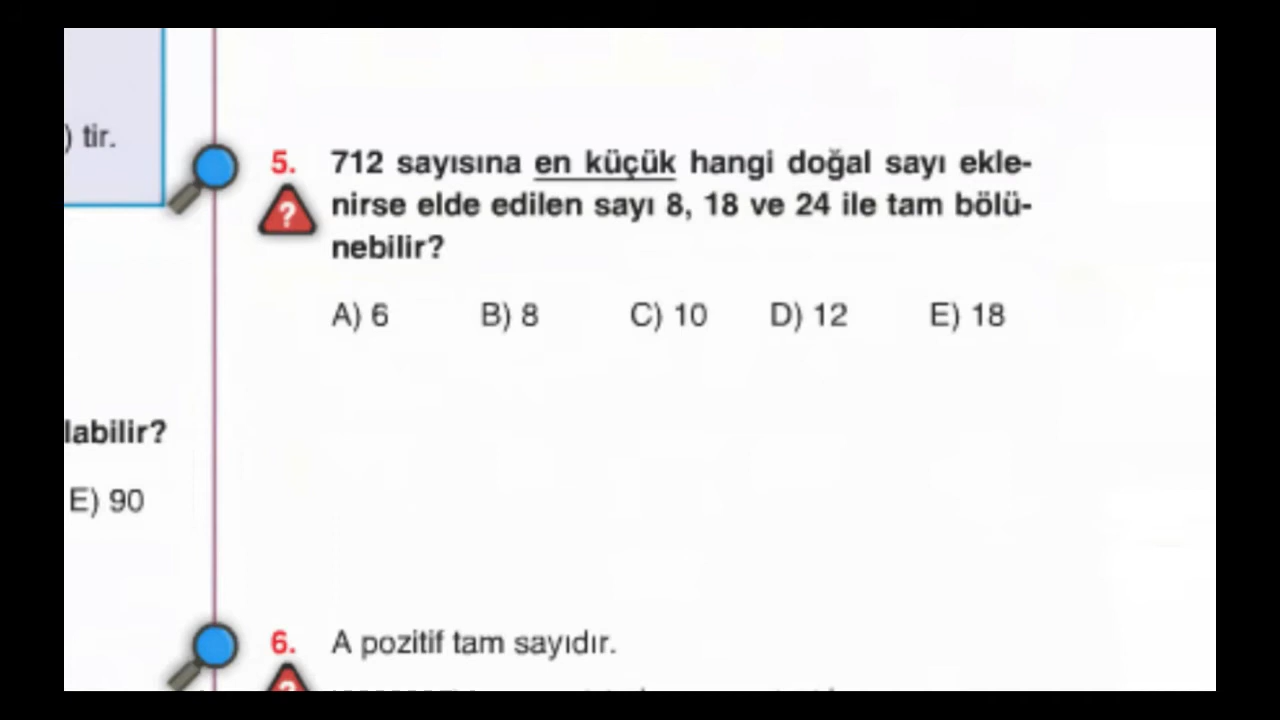 ) tir.
5. 712 sayısına en küçük hangi doğal sayı ekle-
? nirse elde edilen sayı 8, 18 ve 24 ile tam bölü-
nebilir?
A) 6 B) 8 C) 10 D) 12 E) 18
labilir?
E) 90
6. A pozitif tam sayıdır.